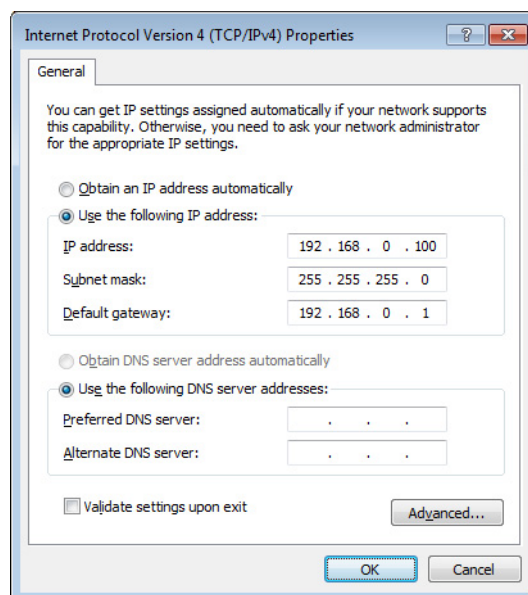 Internet Protocol Version 4 (TCP/IPv4) Properties
General
You can get IP settings assigned automatically if your network supports
this capability. Otherwise, you need to ask your network administrator
for the appropriate IP settings.
Obtain an IP address automatically
Use the following IP address:
IP address: 192 . 168 . 0 . 100
Subnet mask: 255 . 255 . 255 . 0
Default gateway: 192 . 168 . 0 . 1
Obtain DNS server address automatically
Use the following DNS server addresses:
Preferred DNS server: . . .
Alternate DNS server: . . .
Validate settings upon exit
Advanced...
OK Cancel